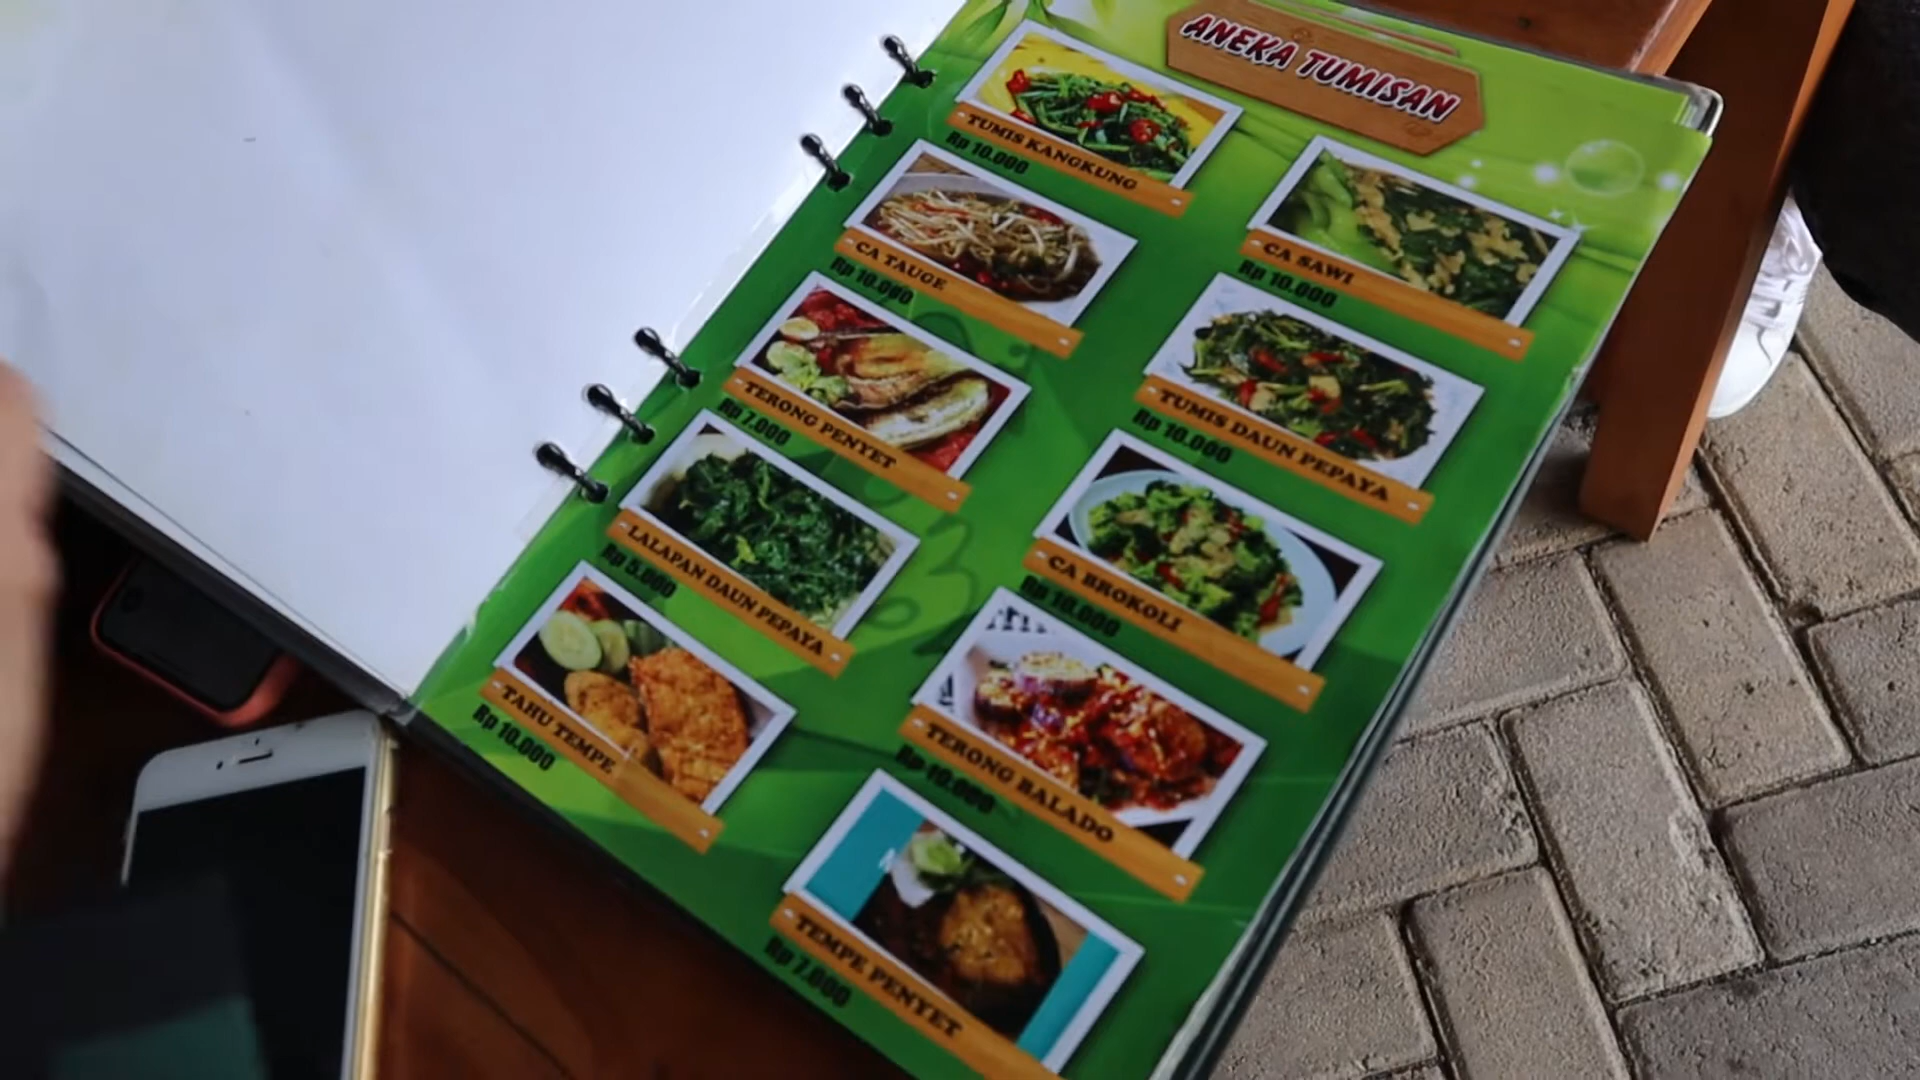 ANEKA TUMISAN
TUMIS KANGKUNG
Rp 10.000
CA TAUGE
Rp 10.000
TERONG PENYET
Rp 7.000
LALAPAN DAUN PEPAYA
Rp 5.000
TAHU TEMPE
Rp 10.000
CA SAWI
Rp 10.000
TUMIS DAUN PEPAYA
Rp 10.000
CA BROKOLI
Rp 10.000
TERONG BALADO
Rp 10.000
TEMPE PENYET
Rp 7.000